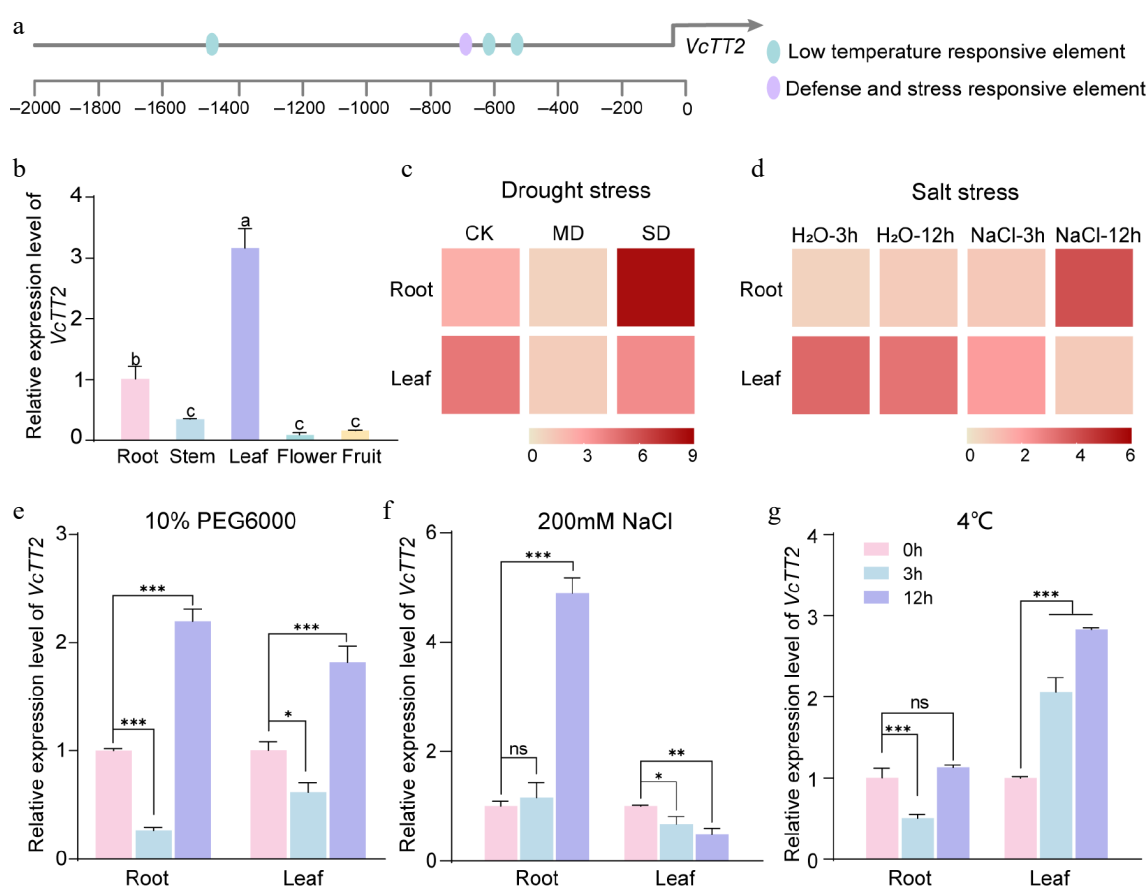 a
VcTT2
Low temperature responsive element
Defense and stress responsive element
–2000 –1800 –1600 –1200 –1000 –800 –600 –400 –200 0
b
Relative expression level of
VcTT2
4
3
2
1
0
a
b
c
c
c
Root Stem Leaf Flower Fruit
c
Drought stress
CK MD SD
Root
Leaf
0 3 6 9
d
Salt stress
H₂O-3h H₂O-12h NaCl-3h NaCl-12h
Root
Leaf
0 2 4 6
e
10% PEG6000
Relative expression level of VcTT2
3
2
1
0
***
***
***
*
Root Leaf
f
200mM NaCl
Relative expression level of VcTT2
6
4
2
0
***
ns
**
*
Root Leaf
g
4℃
Relative expression level of VcTT2
4
3
2
1
0
0h
3h
12h
***
ns
***
Root Leaf